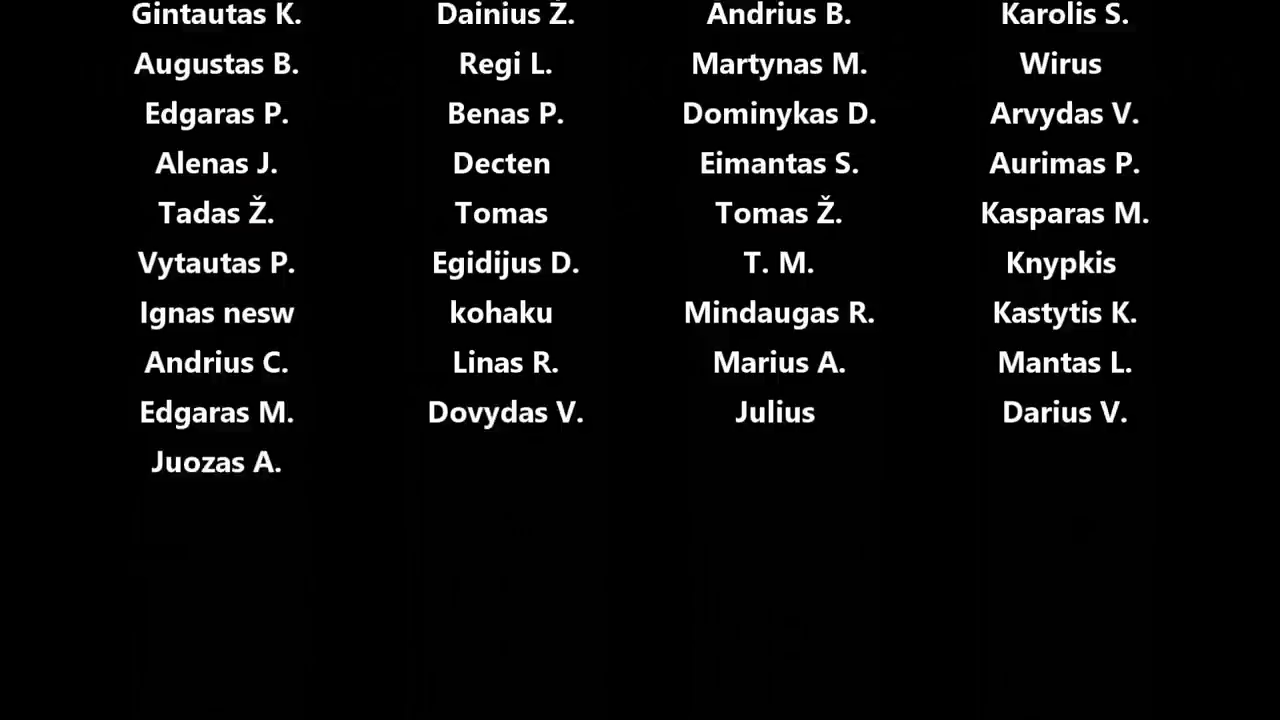 Gintautas K. Dainius Ž. Andrius B. Karolis S.
Augustas B. Regi L. Martynas M. Wirus
Edgaras P. Benas P. Dominykas D. Arvydas V.
Alenas J. Decten Eimantas S. Aurimas P.
Tadas Ž. Tomas Tomas Ž. Kasparas M.
Vytautas P. Egidijus D. T. M. Knypkis
Ignas nesw kohaku Mindaugas R. Kastytis K.
Andrius C. Linas R. Marius A. Mantas L.
Edgaras M. Dovydas V. Julius Darius V.
Juozas A.